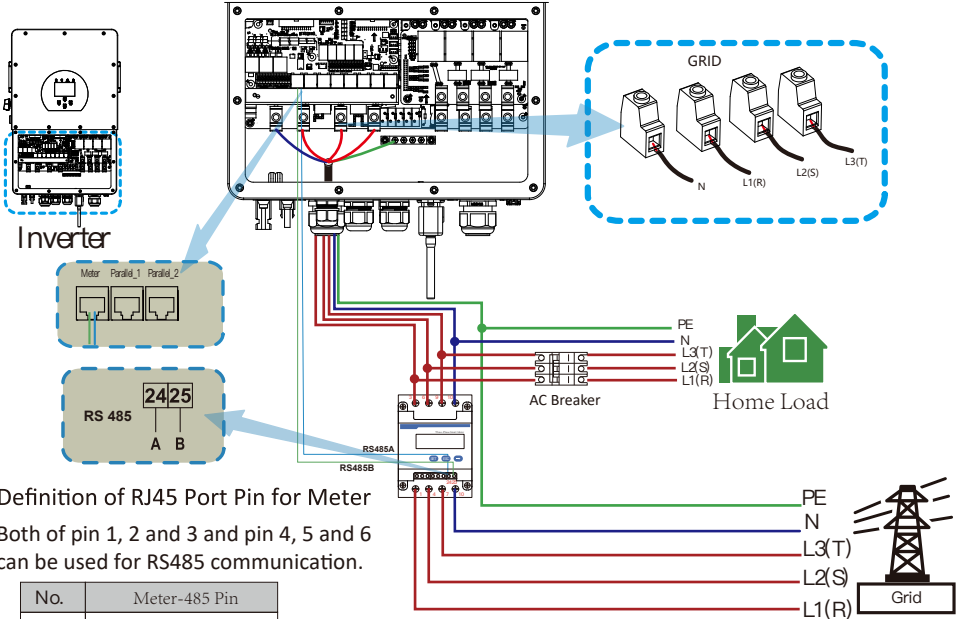 GRID
N
L1(R)
L2(S)
L3(T)
Inverter
Meter Parallel_1 Parallel_2
RS 485
24 25
A B
PE
N
L3(T)
L2(S)
L1(R)
AC Breaker
Home Load
RS485A
RS485B
Definition of RJ45 Port Pin for Meter
Both of pin 1, 2 and 3 and pin 4, 5 and 6
can be used for RS485 communication.
No. Meter-485 Pin
PE
N
L3(T)
L2(S)
L1(R)
Grid